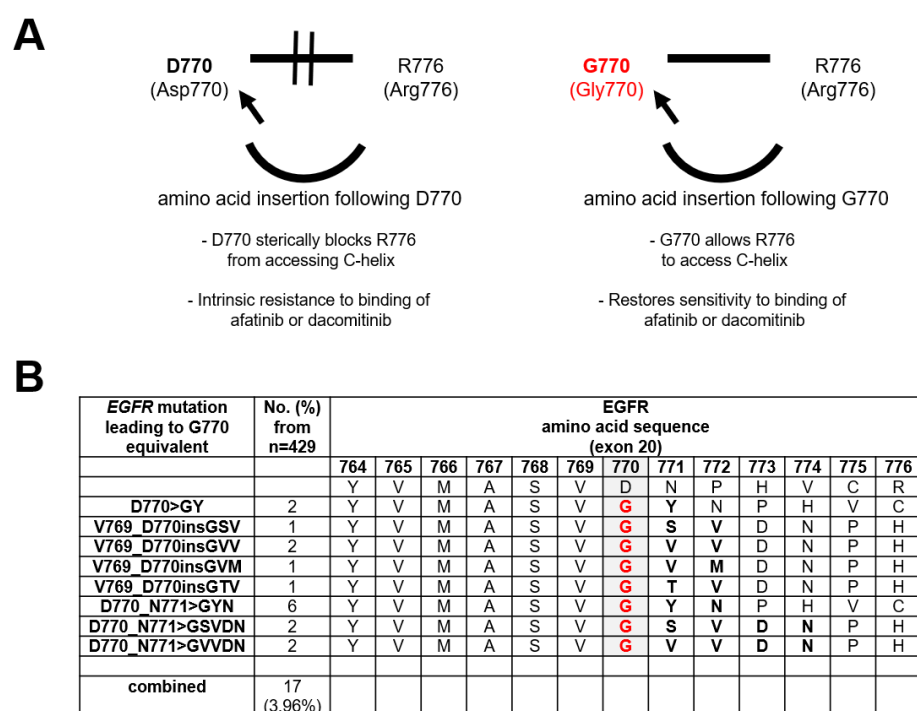 A
D770
(Asp770)
R776
(Arg776)
amino acid insertion following D770
- D770 sterically blocks R776
from accessing C-helix
- Intrinsic resistance to binding of
afatinib or dacomitinib
G770
(Gly770)
R776
(Arg776)
amino acid insertion following G770
- G770 allows R776
to access C-helix
- Restores sensitivity to binding of
afatinib or dacomitinib
B
EGFR mutation
leading to G770
equivalent
No. (%)
from
n=429
EGFR
amino acid sequence
(exon 20)
764 765 766 767 768 769 770 771 772 773 774 775 776
Y V M A S V D N P H V C R
D770>GY 2 Y V M A S V G Y N P H V C
V769_D770insGSV 1 Y V M A S V G S V D N P H
V769_D770insGVV 2 Y V M A S V G V V D N P H
V769_D770insGVM 1 Y V M A S V G V M D N P H
V769_D770insGTV 1 Y V M A S V G T V D N P H
D770_N771>GYN 6 Y V M A S V G Y N P H V C
D770_N771>GSVDN 2 Y V M A S V G S V D N P H
D770_N771>GVVDN 2 Y V M A S V G V V D N P H
combined 17
(3.96%)